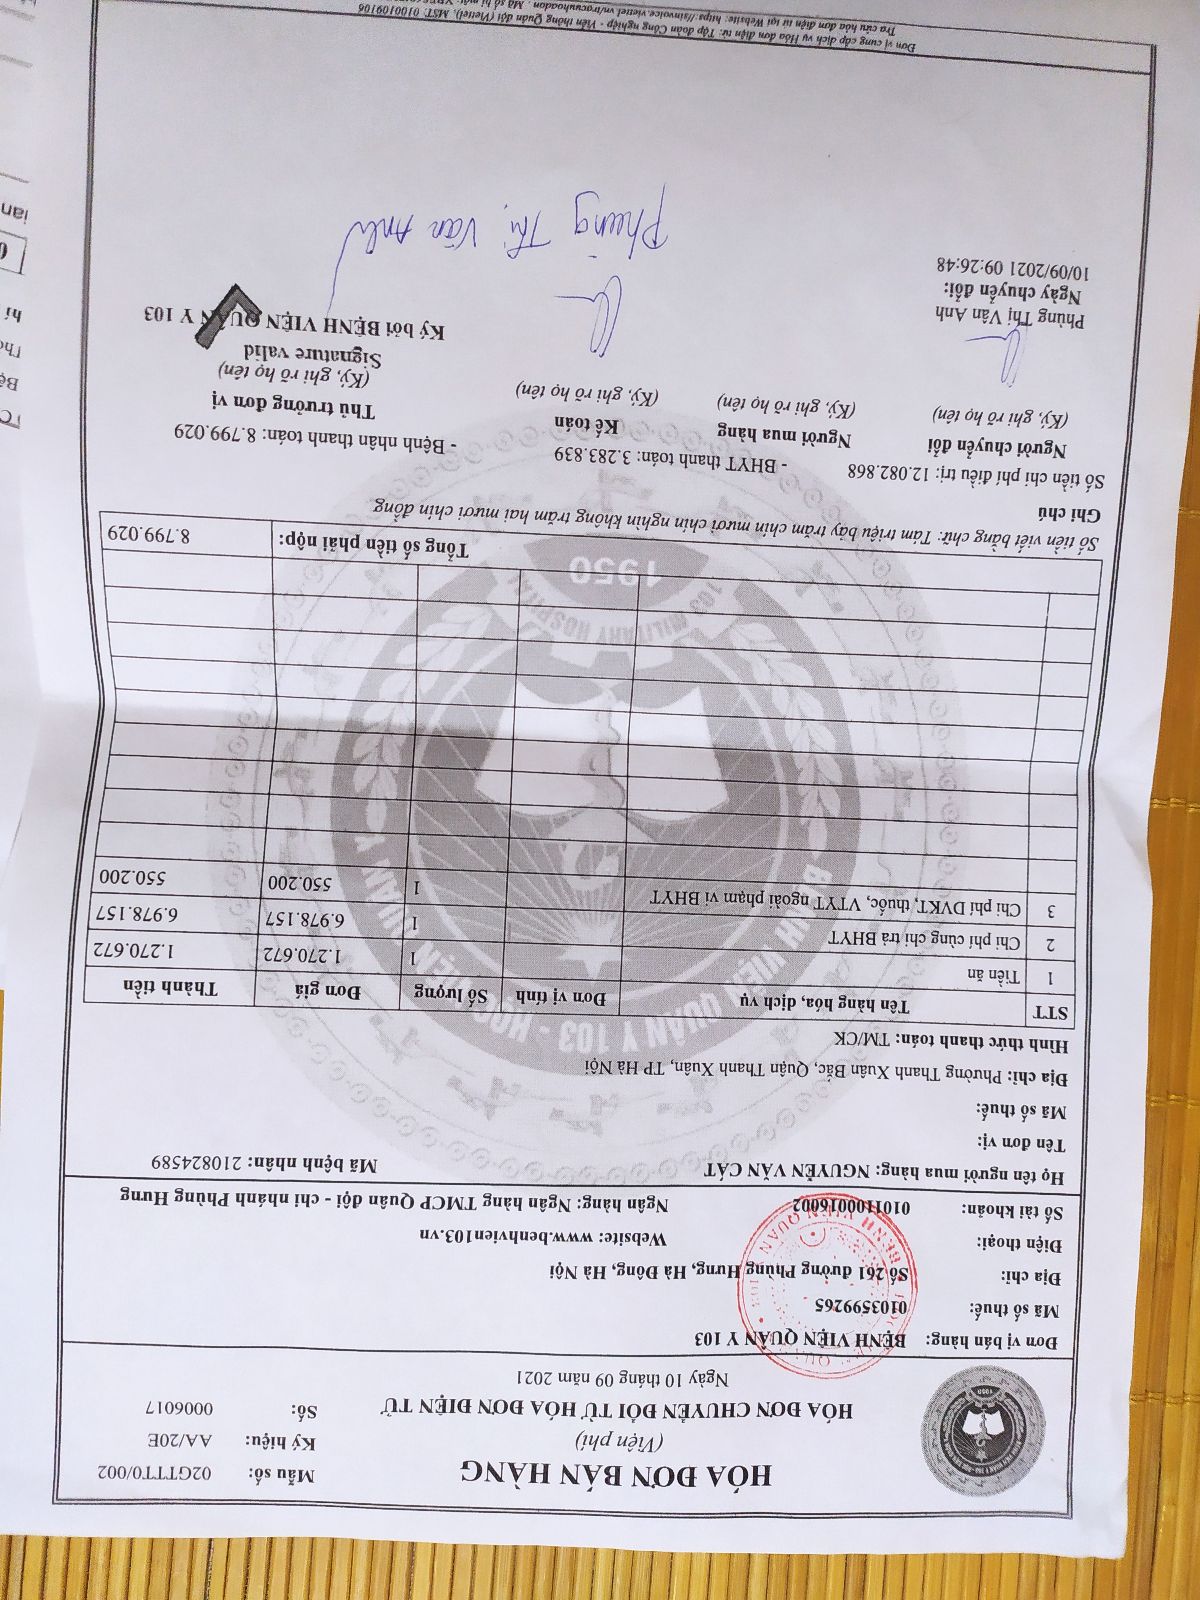 HÓA ĐƠN BÁN HÀNG
(Viện phí)
HÓA ĐƠN CHUYỂN ĐỔI TỪ HÓA ĐƠN ĐIỆN TỬ
Ngày 10 tháng 09 năm 2021
Mẫu số: 02GTTT0/002
Ký hiệu: AA/20E
Số: 0006017
1950
Đơn vị bán hàng: BỆNH VIỆN QUÂN Y 103
Mã số thuế: 0103599265
Địa chỉ: Số 261 đường Phùng Hưng, Hà Đông, Hà Nội
Điện thoại: Website: www.benhvien103.vn
Số tài khoản: 0101100016002 Ngân hàng: Ngân hàng TMCP Quân đội - chi nhánh Phùng Hưng
Họ tên người mua hàng: NGUYỄN VĂN CÁT Mã bệnh nhân: 210824589
Tên đơn vị:
Mã số thuế:
Địa chỉ: Phường Thanh Xuân Bắc, Quận Thanh Xuân, TP Hà Nội
Hình thức thanh toán: TM/CK
STT Tên hàng hóa, dịch vụ Đơn vị tính Số lượng Đơn giá Thành tiền
1 Tiền ăn 1 1.270.672 1.270.672
2 Chi phí cùng chi trả BHYT 1 6.978.157 6.978.157
3 Chi phí DVKT, thuốc, VTYT ngoài phạm vi BHYT 1 550.200 550.200
BỆNH VIỆN QUÂN Y 103 - HỌC VIỆN QUÂN Y
103 MILITARY HOSPITAL
1950
Tổng số tiền phải nộp: 8.799.029
Số tiền viết bằng chữ: Tám triệu bảy trăm chín mươi chín nghìn không trăm hai mươi chín đồng
Ghi chú
Số tiền chi phí điều trị: 12.082.868 - BHYT thanh toán: 3.283.839 - Bệnh nhân thanh toán: 8.799.029
Người chuyển đổi Người mua hàng Kế toán Thủ trưởng đơn vị
(Ký, ghi rõ họ tên) (Ký, ghi rõ họ tên) (Ký, ghi rõ họ tên) (Ký, ghi rõ họ tên)
Signature valid
Ký bởi BỆNH VIỆN QUÂN Y 103
Phùng Thị Vân Anh
Ngày chuyển đổi:
10/09/2021 09:26:48
Phùng Thị Vân Anh
Đơn vị cung cấp dịch vụ Hóa đơn điện tử: Tập đoàn Công nghiệp - Viễn thông Quân đội (Viettel), MST: 0100109106
Tra cứu hóa đơn điện tử tại Website: https://sinvoice.viettel.vn/tracuuhoadon . Mã số bí mật: